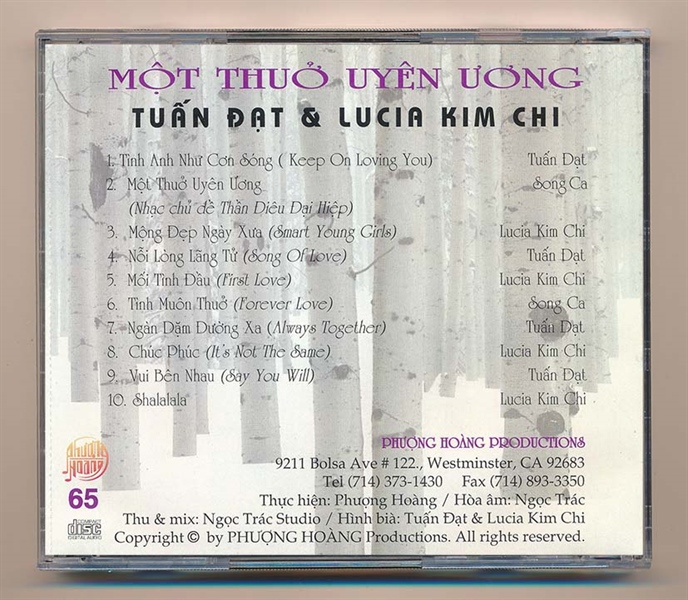 MỘT THUỞ UYÊN ƯƠNG
TUẤN ĐẠT & LUCIA KIM CHI
1. Tình Anh Như Cơn Sóng ( Keep On Loving You) Tuấn Đạt
2. Một Thuở Uyên Ương Song Ca
(Nhạc chủ đề Thần Điêu Đại Hiệp)
3. Mộng Đẹp Ngày Xưa (Smart Young Girls) Lucia Kim Chi
4. Nỗi Lòng Lãng Tử (Song Of Love) Tuấn Đạt
5. Mối Tình Đầu (First Love) Lucia Kim Chi
6. Tình Muôn Thuở (Forever Love) Song Ca
7. Ngàn Dặm Đường Xa (Always Together) Tuấn Đạt
8. Chúc Phúc (It's Not The Same) Lucia Kim Chi
9. Vui Bên Nhau (Say You Will) Tuấn Đạt
10. Shalalala Lucia Kim Chi
PHƯỢNG HOÀNG PRODUCTIONS
9211 Bolsa Ave # 122., Westminster, CA 92683
Tel (714) 373-1430 Fax (714) 893-3350
Thực hiện: Phượng Hoàng / Hòa âm: Ngọc Trác
Thu & mix: Ngọc Trác Studio / Hình bìa: Tuấn Đạt & Lucia Kim Chi
Copyright © by PHƯỢNG HOÀNG Productions. All rights reserved.
Phượng
Hoàng
65
COMPACT
disc
DIGITAL AUDIO